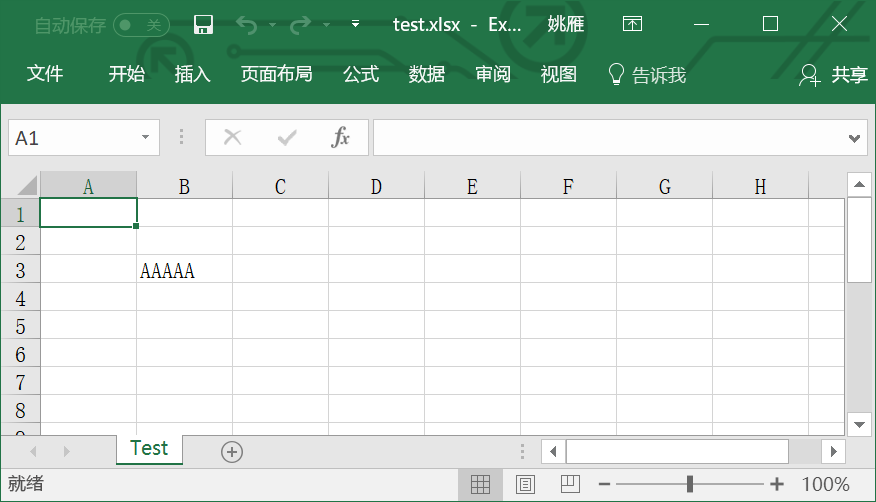 自动保存 关 test.xlsx - Ex... 姚雁
文件 开始 插入 页面布局 公式 数据 审阅 视图 告诉我 共享
A1 fx
A B C D E F G H
1
2
3 AAAAA
4
5
6
7
8
Test
就绪 100%